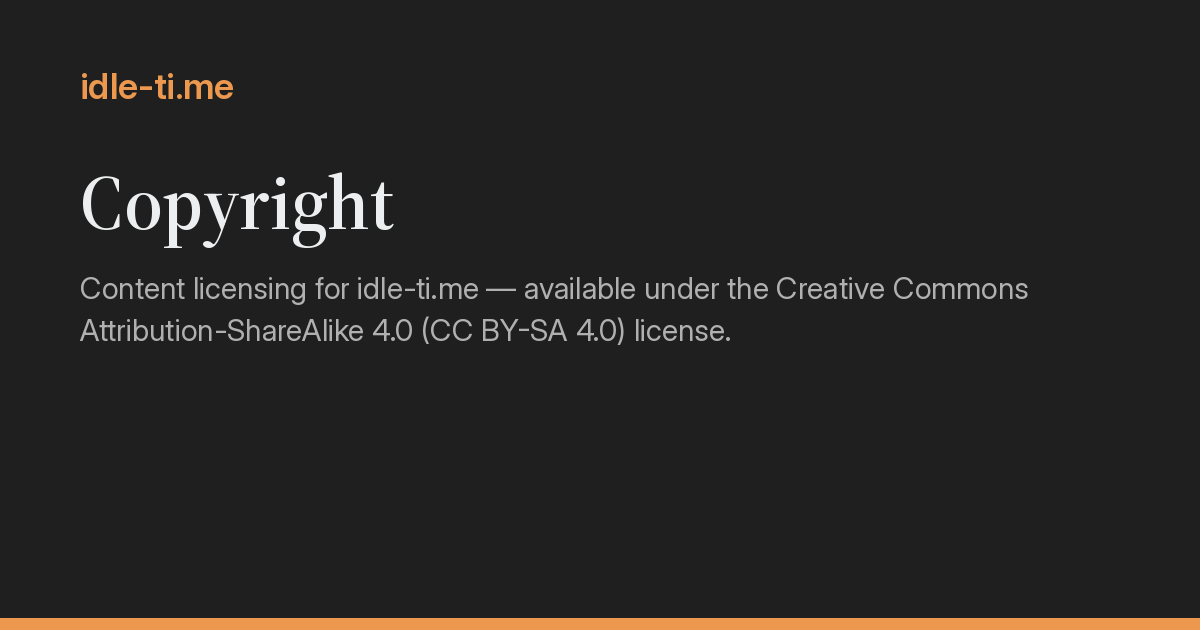 idle-ti.me
Copyright
Content licensing for idle-ti.me — available under the Creative Commons
Attribution-ShareAlike 4.0 (CC BY-SA 4.0) license.